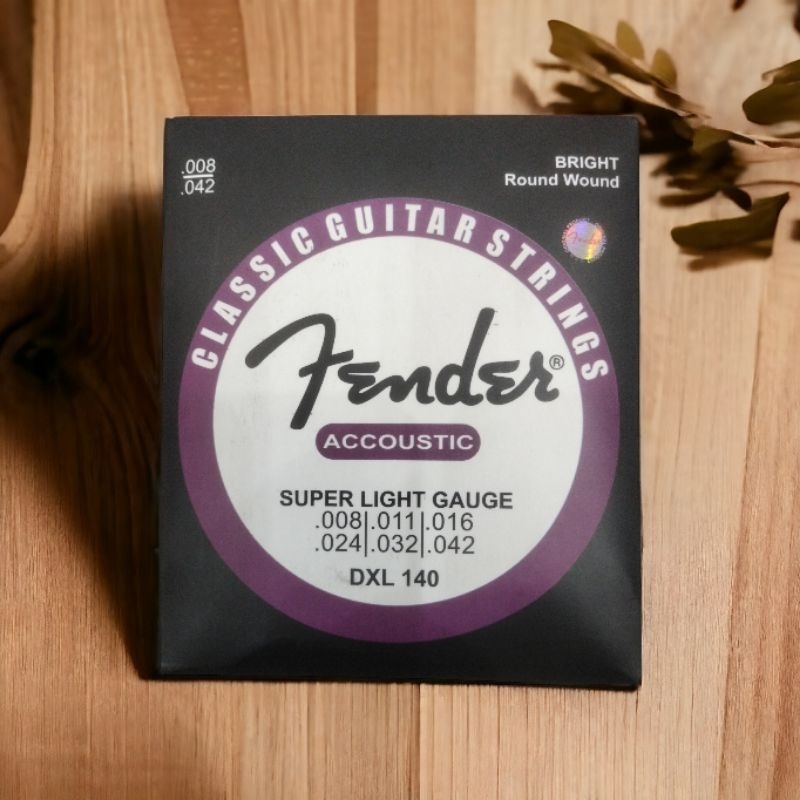 .008
.042
BRIGHT
Round Wound
CLASSIC GUITAR STRINGS
Fender®
ACCOUSTIC
SUPER LIGHT GAUGE
.008|.011|.016
.024|.032|.042
DXL 140